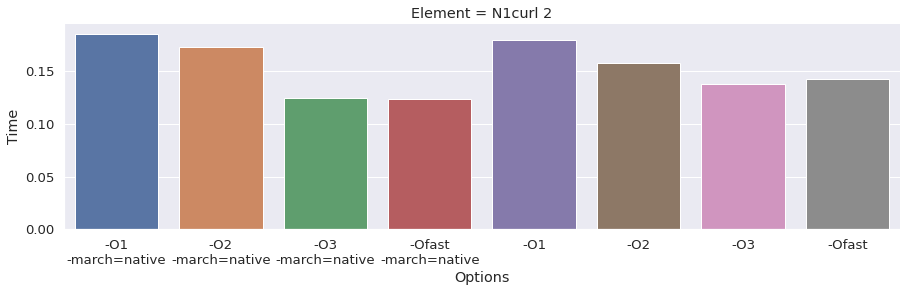 Element = N1curl 2
Time
0.15
0.10
0.05
0.00
-O1 -O2 -O3 -Ofast -O1 -O2 -O3 -Ofast
-march=native -march=native -march=native -march=native
Options